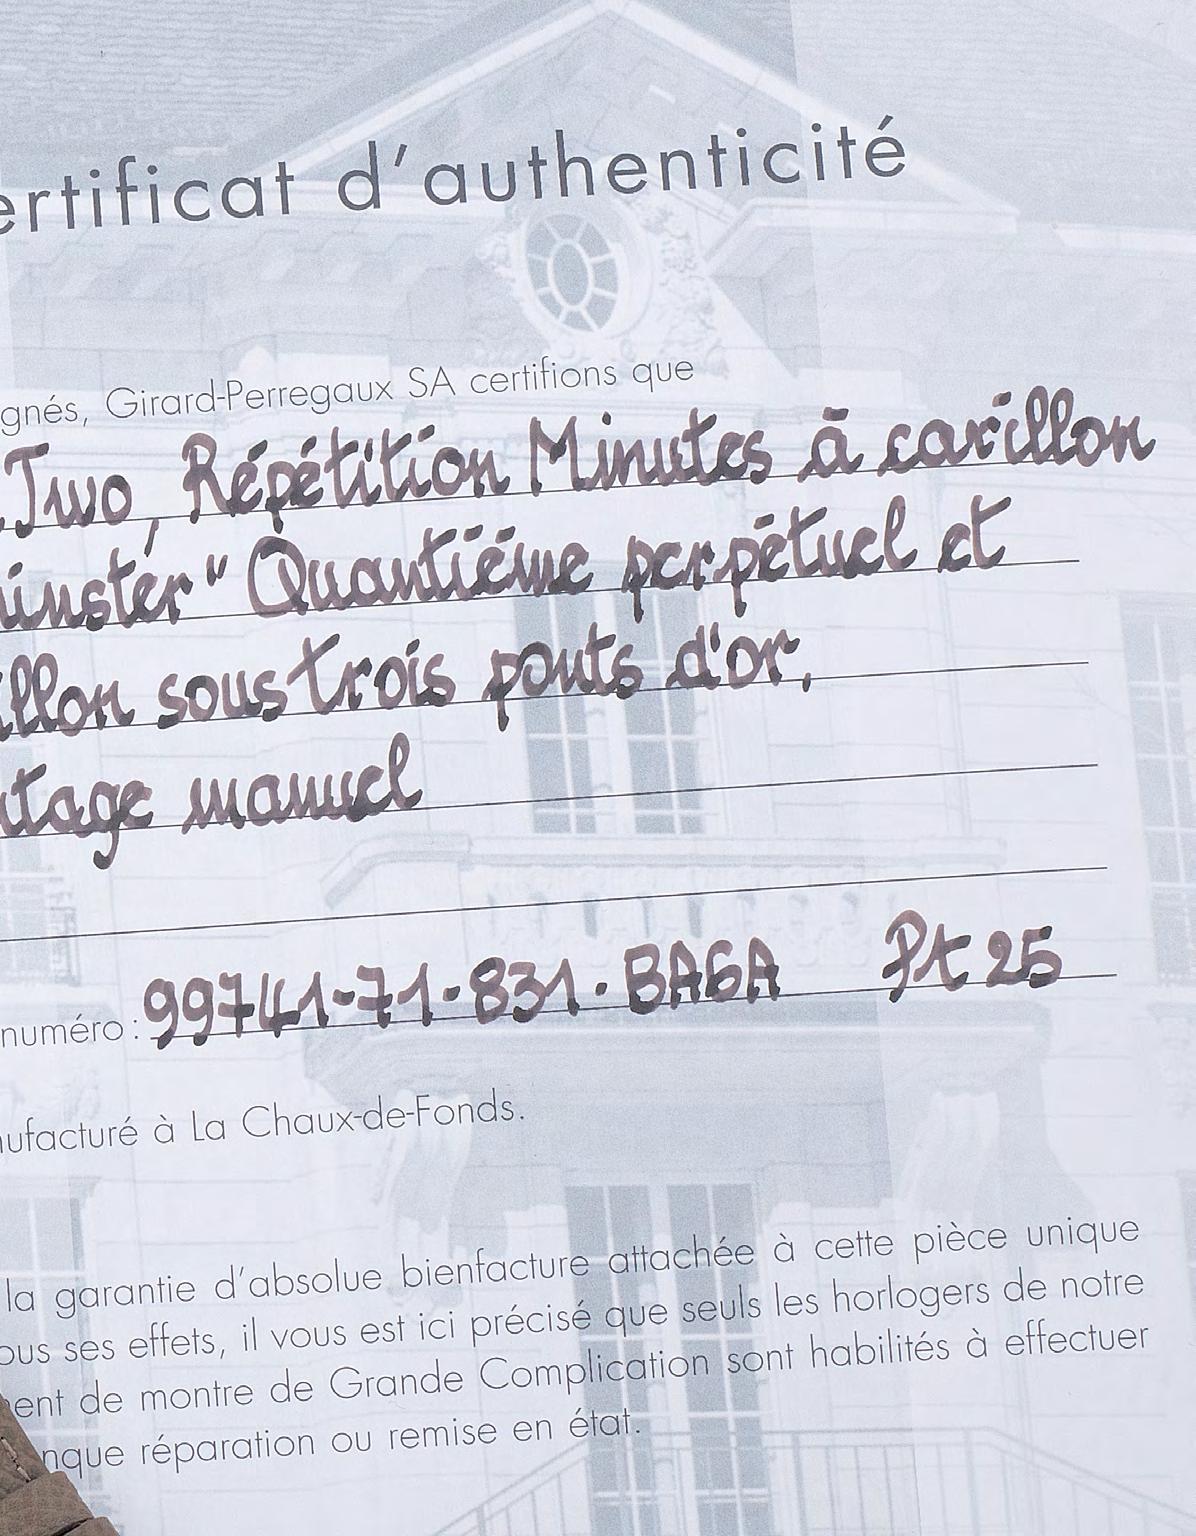 ertificat d'authenticité
gnés, Girard-Perregaux SA certifions que
Two, Répétition Minutes à carillon
inster" Quantième perpétuel et
llon sous trois ponts d'or,
tage manuel
numéro : 99741-71-831.BA6A Pt 25
ufacturé à La Chaux-de-Fonds.
la garantie d'absolue bienfacture attachée à cette pièce unique
ous ses effets, il vous est ici précisé que seuls les horlogers de notre
ent de montre de Grande Complication sont habilités à effectuer
nque réparation ou remise en état.